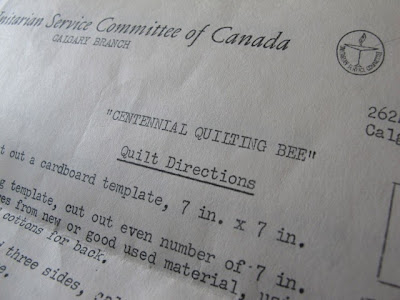 nitarian Service Committee of Canada
CALGARY BRANCH
262
Cal
"CENTENNIAL QUILTING BEE"
Quilt Directions
t out a cardboard template, 7 in. x 7 in.
g template, cut out even number of 7 in.
es from new or good used material, us
cottons for back.
three sides,